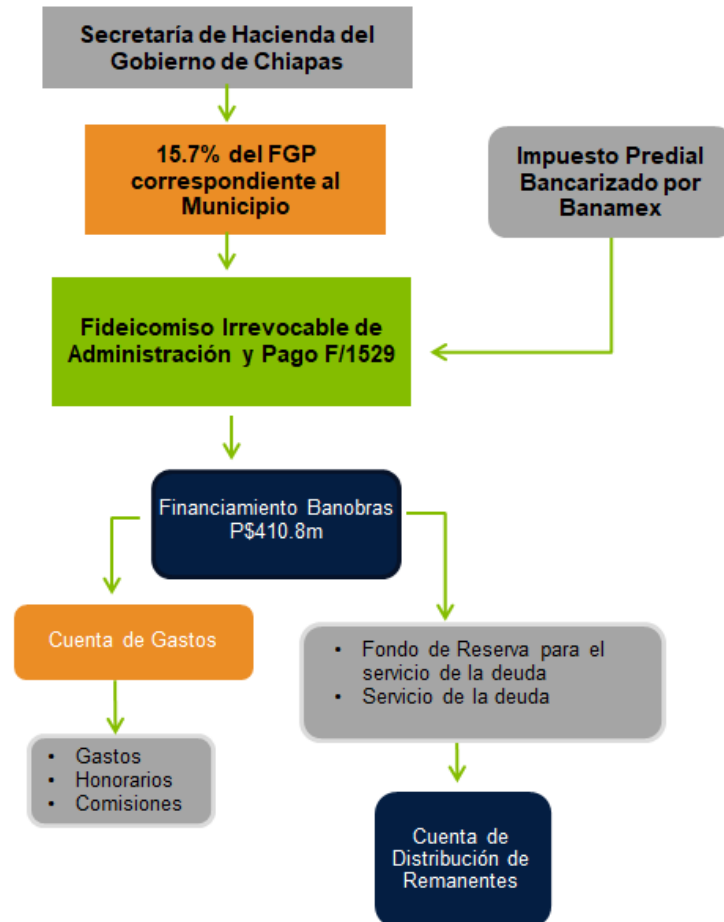 Secretaría de Hacienda del
Gobierno de Chiapas
15.7% del FGP
correspondiente al
Municipio
Impuesto Predial
Bancarizado por
Banamex
Fideicomiso Irrevocable de
Administración y Pago F/1529
Financiamiento Banobras
P$410.8m
Cuenta de Gastos
• Fondo de Reserva para el
servicio de la deuda
• Servicio de la deuda
• Gastos
• Honorarios
• Comisiones
Cuenta de
Distribución de
Remanentes